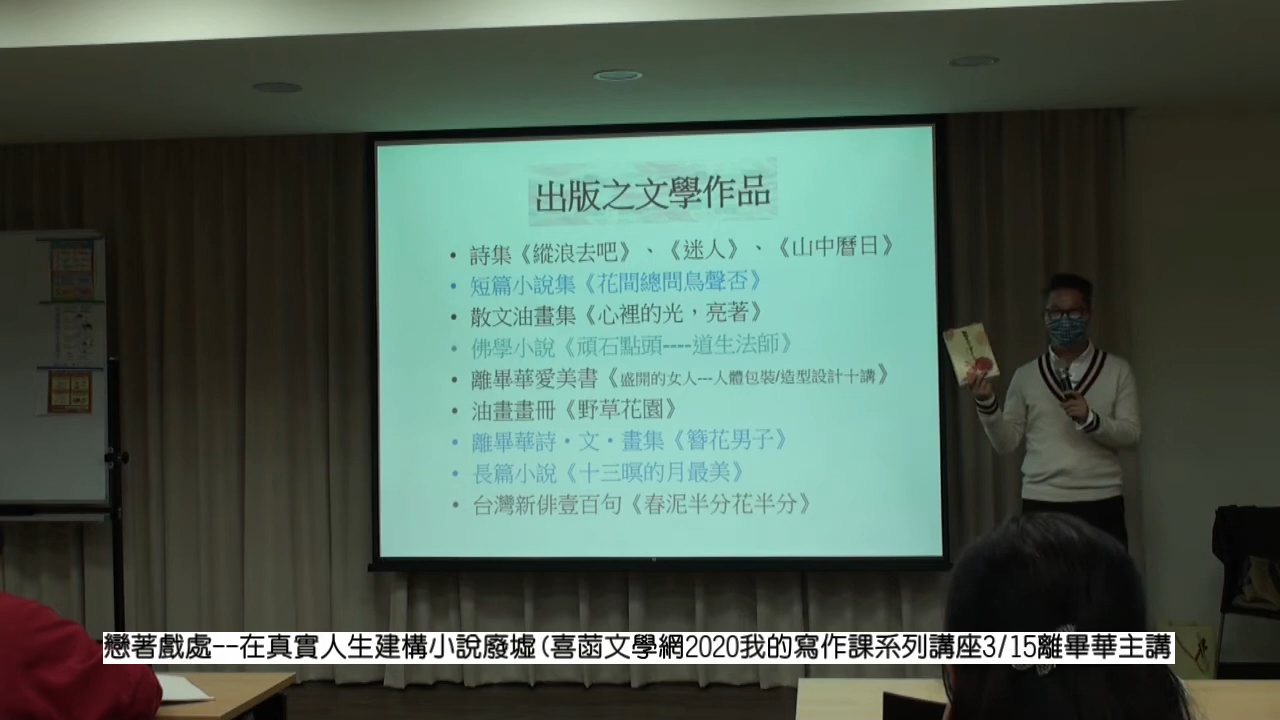 出版之文學作品
• 詩集《縱浪去吧》、《迷人》、《山中曆日》
• 短篇小說集《花間總問鳥聲否》
• 散文油畫集《心裡的光，亮著》
• 佛學小說《頑石點頭----道生法師》
• 離畢華愛美書《盛開的女人---人體包裝/造型設計十講》
• 油畫畫冊《野草花園》
• 離畢華詩・文・畫集《簪花男子》
• 長篇小說《十三暝的月最美》
• 台灣新俳壹百句《春泥半分花半分》
戀著戲處--在真實人生建構小說廢墟(喜菡文學網2020我的寫作課系列講座3/15離畢華主講